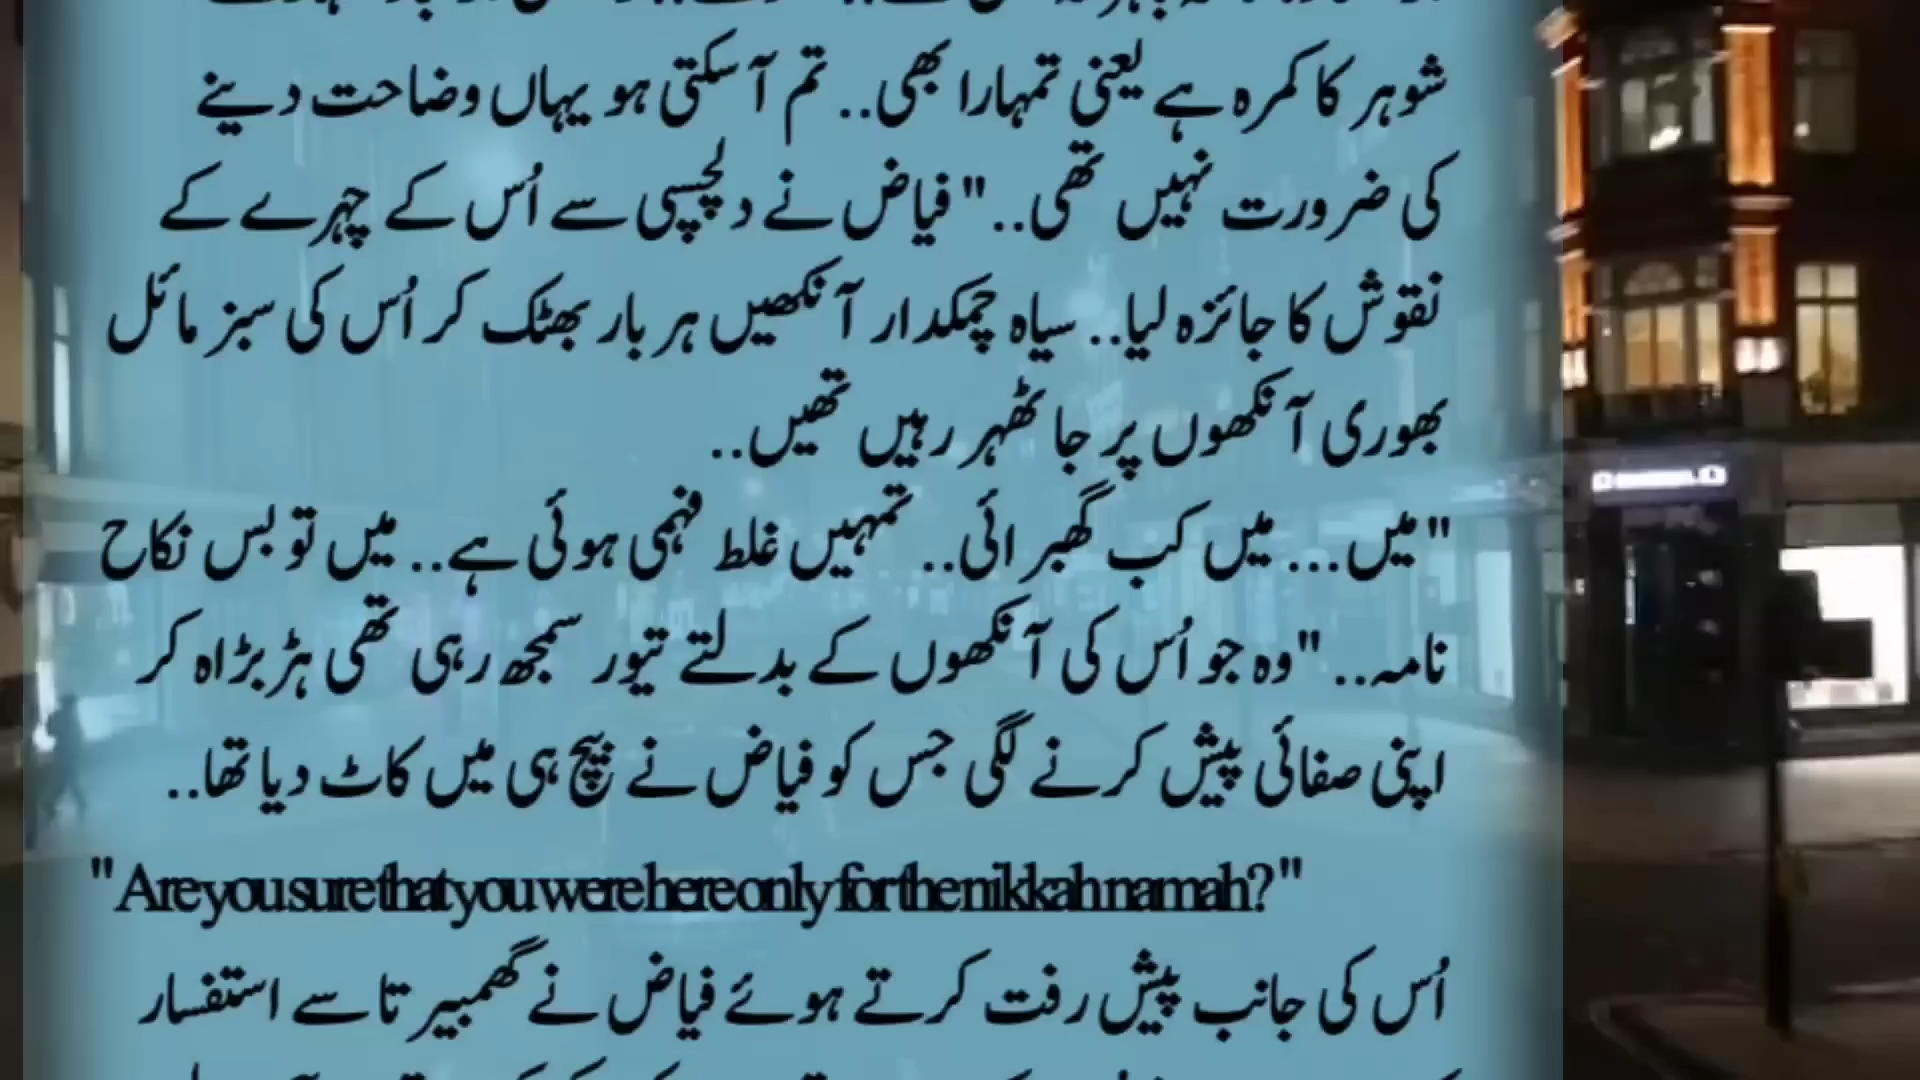 شوہر کا کمرہ ہے یعنی تمہارا بھی.. تم آ سکتی ہو یہاں وضاحت دینے
کی ضرورت نہیں تھی.." فیاض نے دلچسپی سے اُس کے چہرے کے
نقوش کا جائزہ لیا.. سیاہ چمکدار آنکھیں ہر بار بھٹک کر اُس کی سبز مائل
بھوری آنکھوں پر جا ٹھہر رہیں تھیں..
"میں... میں کب گھبرائی.. تمہیں غلط فہمی ہوئی ہے.. میں تو بس نکاح
نامہ.." وہ جو اُس کی آنکھوں کے بدلتے تیور سمجھ رہی تھی ہڑبڑاہ کر
اپنی صفائی پیش کرنے لگی جس کو فیاض نے بیچ ہی میں کاٹ دیا تھا..
"Are you sure that you were here only for the nikkah namah?"
اُس کی جانب پیش رفت کرتے ہوئے فیاض نے گھمبیرتا سے استفسار